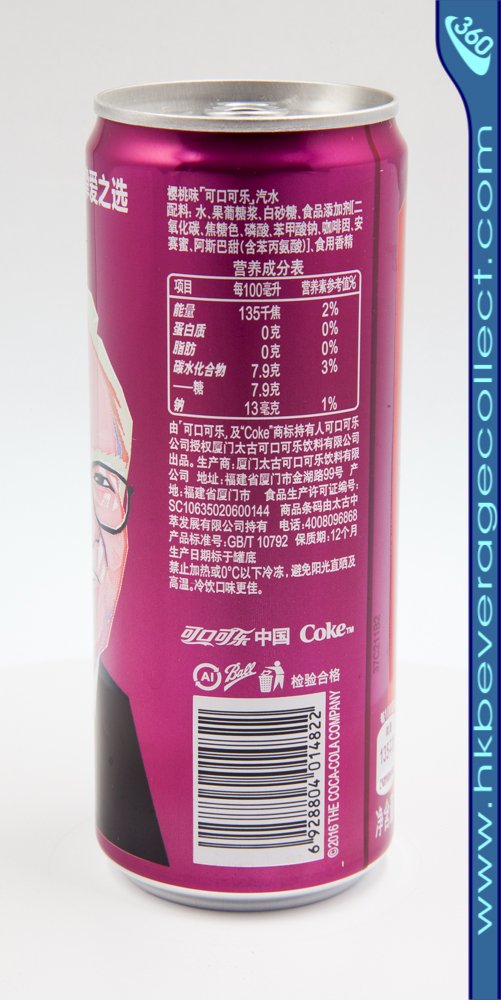 360
爱之选
樱桃味"可口可乐"汽水
配料: 水、果葡糖浆、白砂糖、食品添加剂[二
氧化碳、焦糖色、磷酸、苯甲酸钠、咖啡因、安
赛蜜、阿斯巴甜(含苯丙氨酸)]、食用香精
营养成分表
项目 每100毫升 营养素参考值%
能量 135千焦 2%
蛋白质 0克 0%
脂肪 0克 0%
碳水化合物 7.9克 3%
——糖 7.9克
钠 13毫克 1%
由"可口可乐"及"Coke"商标持有人可口可乐
公司授权厦门太古可口可乐饮料有限公司
出品。生产商:厦门太古可口可乐饮料有限
公司 地址:福建省厦门市金湖路99号 产
地:福建省厦门市 食品生产许可证编号:
SC10635020600144 商品条码由太古中
萃发展有限公司持有 电话:4008096868
产品标准号:GB/T 10792 保质期:12个月
生产日期标于罐底
禁止加热或0°C以下冷冻,避免阳光直晒及
高温。冷饮口味更佳。
可口可乐中国 Coke™
Al Ball 检验合格
6 928804 014822
©2016 THE COCA-COLA COMPANY
37C211B2
135
净含
www.hkbeveragecollect.com